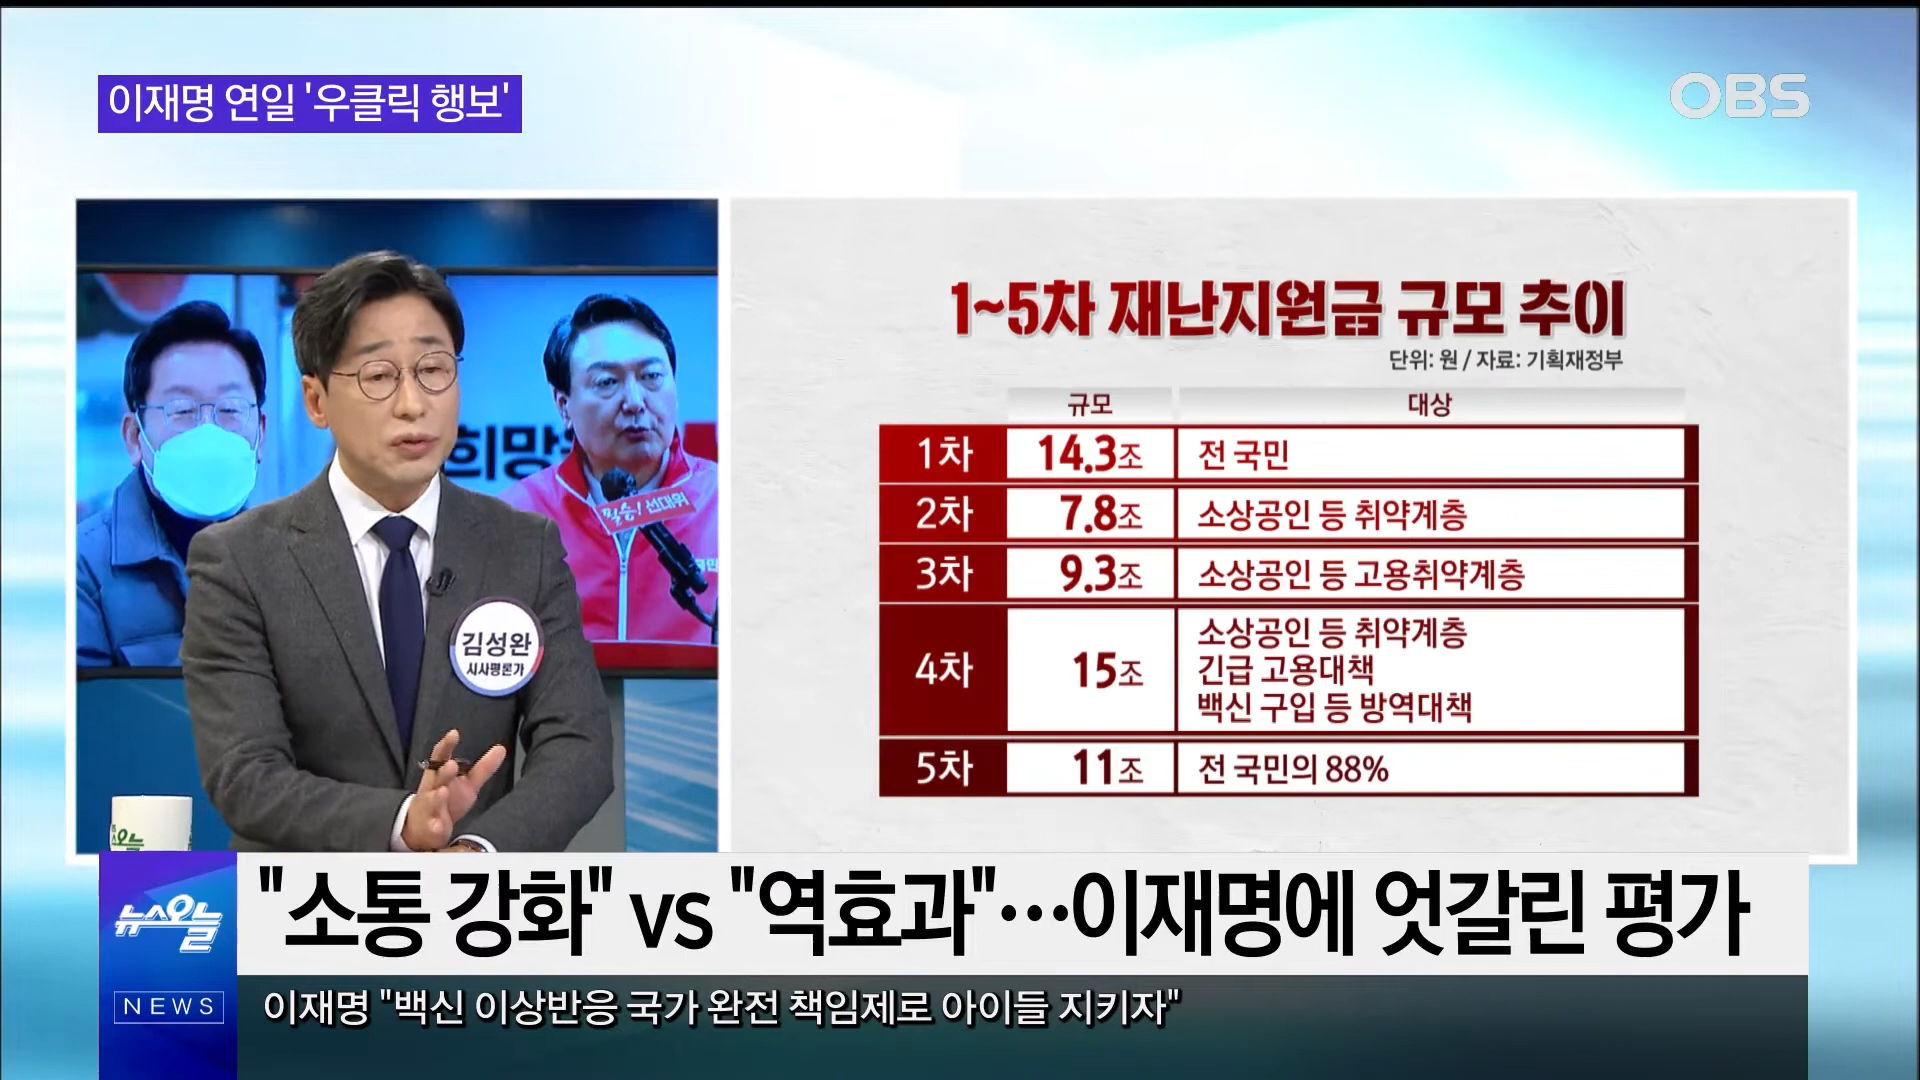 이재명 연일 '우클릭 행보'
OBS
희망
필승! 선대위
김성완
시사평론가
1~5차 재난지원금 규모 추이
단위: 원 / 자료: 기획재정부
규모 대상
1차 14.3조 전 국민
2차 7.8조 소상공인 등 취약계층
3차 9.3조 소상공인 등 고용취약계층
4차 15조 소상공인 등 취약계층
긴급 고용대책
백신 구입 등 방역대책
5차 11조 전 국민의 88%
오늘
"소통 강화" vs "역효과"…이재명에 엇갈린 평가
뉴스오늘
NEWS
이재명 "백신 이상반응 국가 완전 책임제로 아이들 지키자"